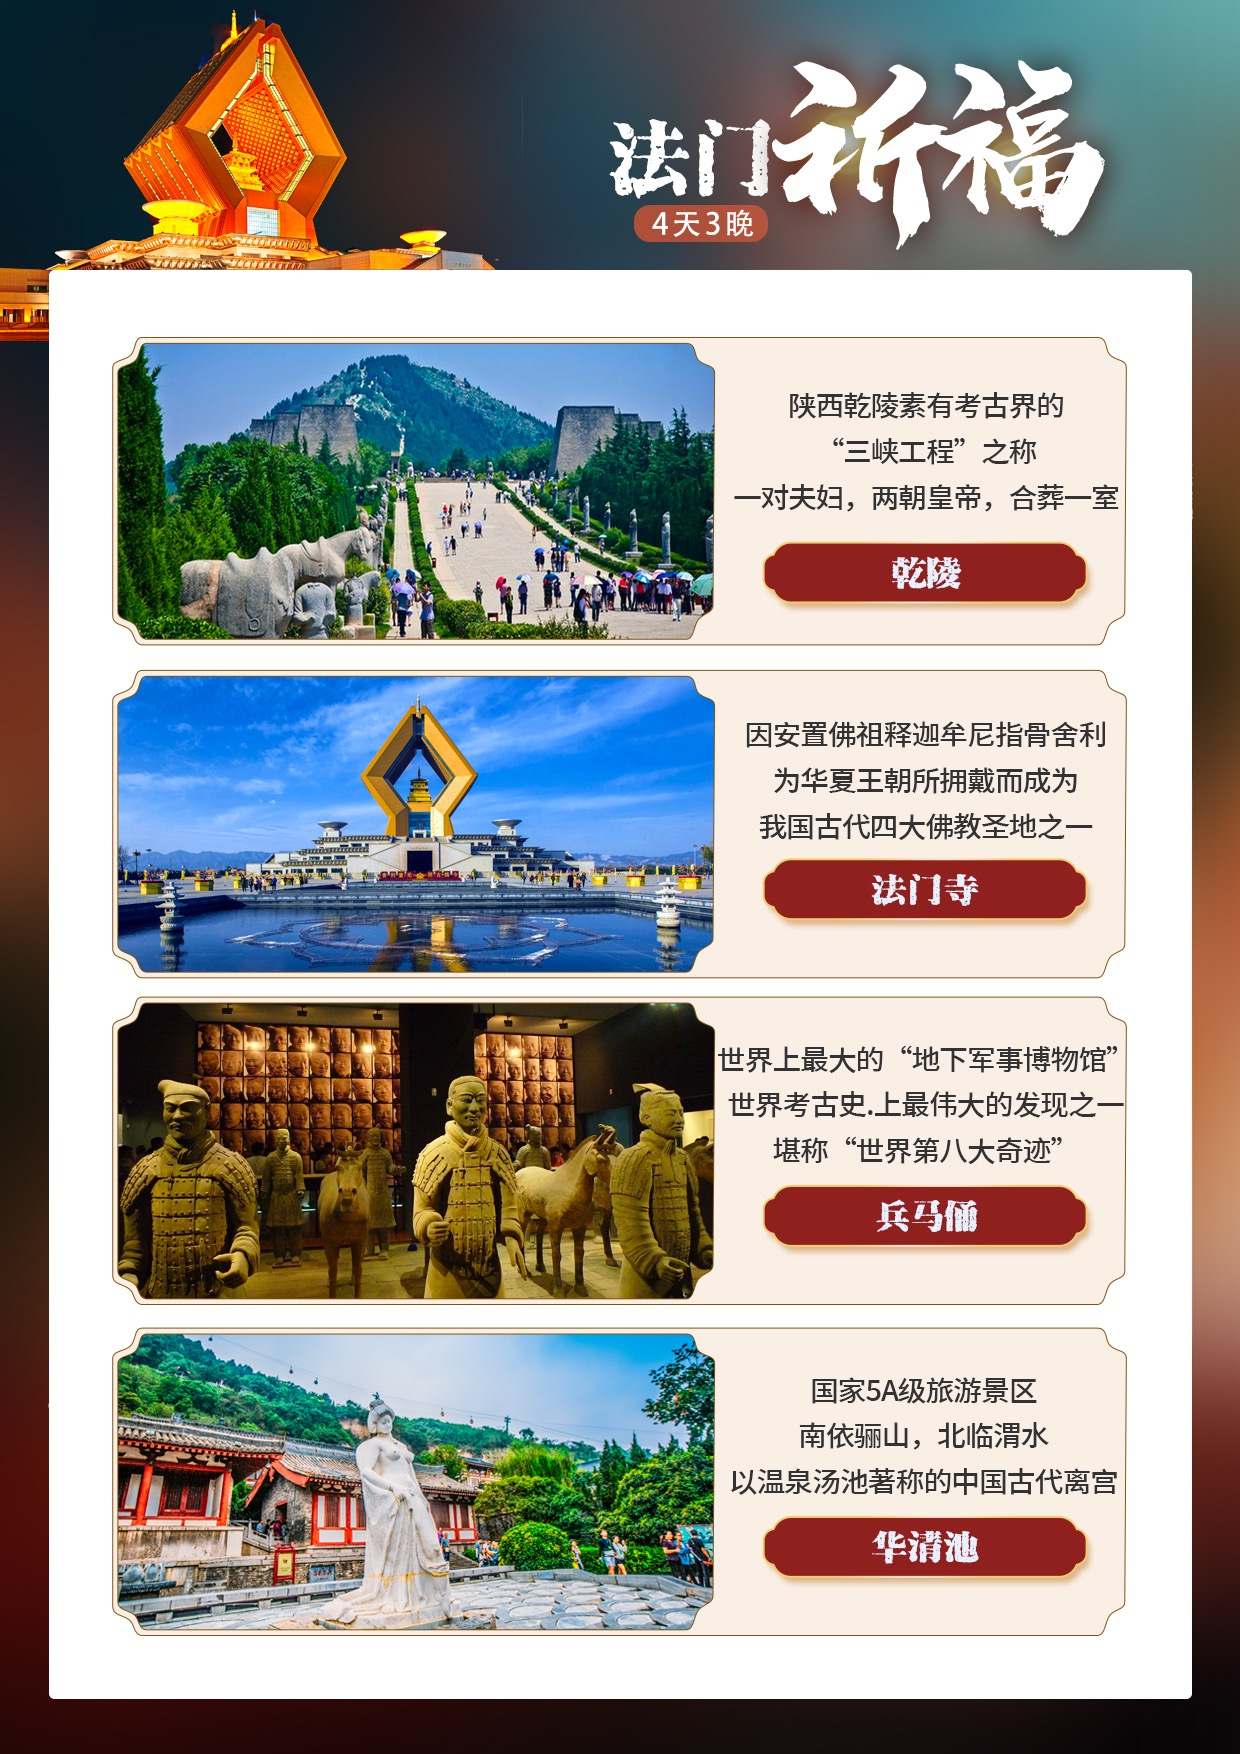 法门祈福
4天3晚
陕西乾陵素有考古界的
“三峡工程”之称
一对夫妇，两朝皇帝，合葬一室
乾陵
因安置佛祖释迦牟尼指骨舍利
为华夏王朝所拥戴而成为
我国古代四大佛教圣地之一
法门寺
世界上最大的“地下军事博物馆”
世界考古史.上最伟大的发现之一
堪称“世界第八大奇迹”
兵马俑
国家5A级旅游景区
南依骊山，北临渭水
以温泉汤池著称的中国古代离宫
华清池